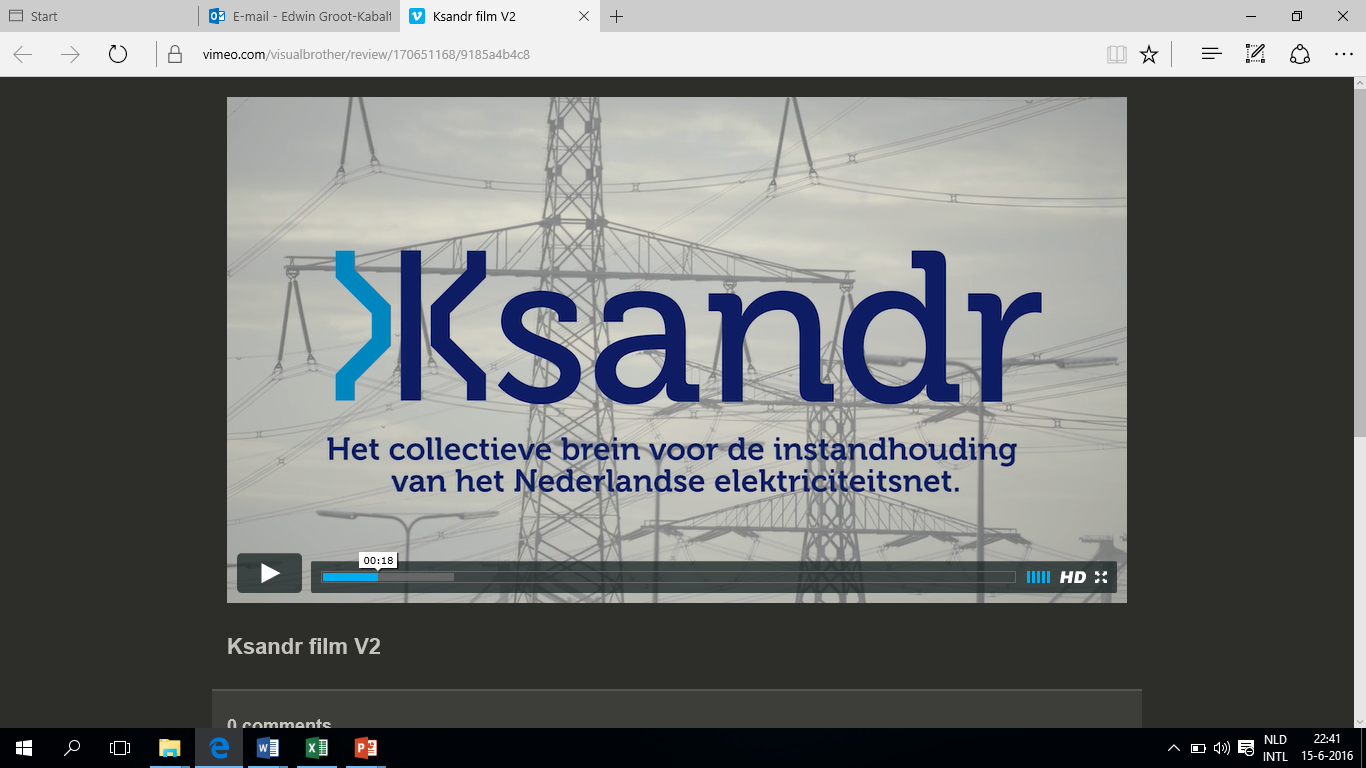 Start
E-mail - Edwin Groot-Kabalt
Ksandr film V2
vimeo.com/visualbrother/review/170651168/9185a4b4c8
Ksandr
Het collectieve brein voor de instandhouding
van het Nederlandse elektriciteitsnet.
00:18
HD
Ksandr film V2
0 comments
NLD
INTL
22:41
15-6-2016